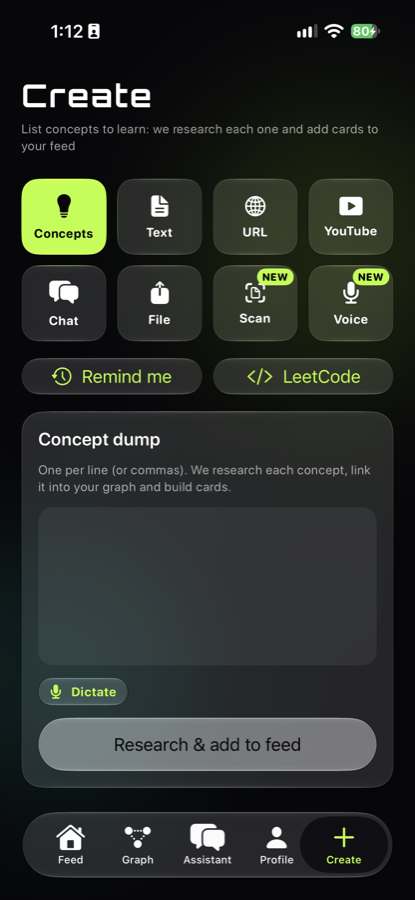 1:12
80
Create
List concepts to learn: we research each one and add cards to
your feed
Concepts
Text
URL
YouTube
Chat
File
NEW
Scan
NEW
Voice
Remind me
</> LeetCode
Concept dump
One per line (or commas). We research each concept, link
it into your graph and build cards.
Dictate
Research & add to feed
Feed
Graph
Assistant
Profile
Create